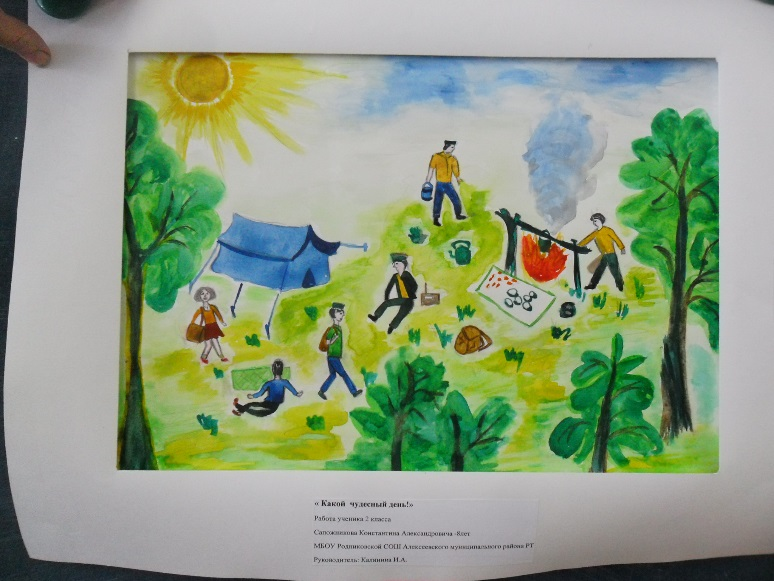 « Какой чудесный день!»
Работа ученика 2 класса
Сапожникова Константина Александровича -8лет
МБОУ Родниковской СОШ Алексеевского муниципального района РТ
Руководитель: Калинина Н.А.